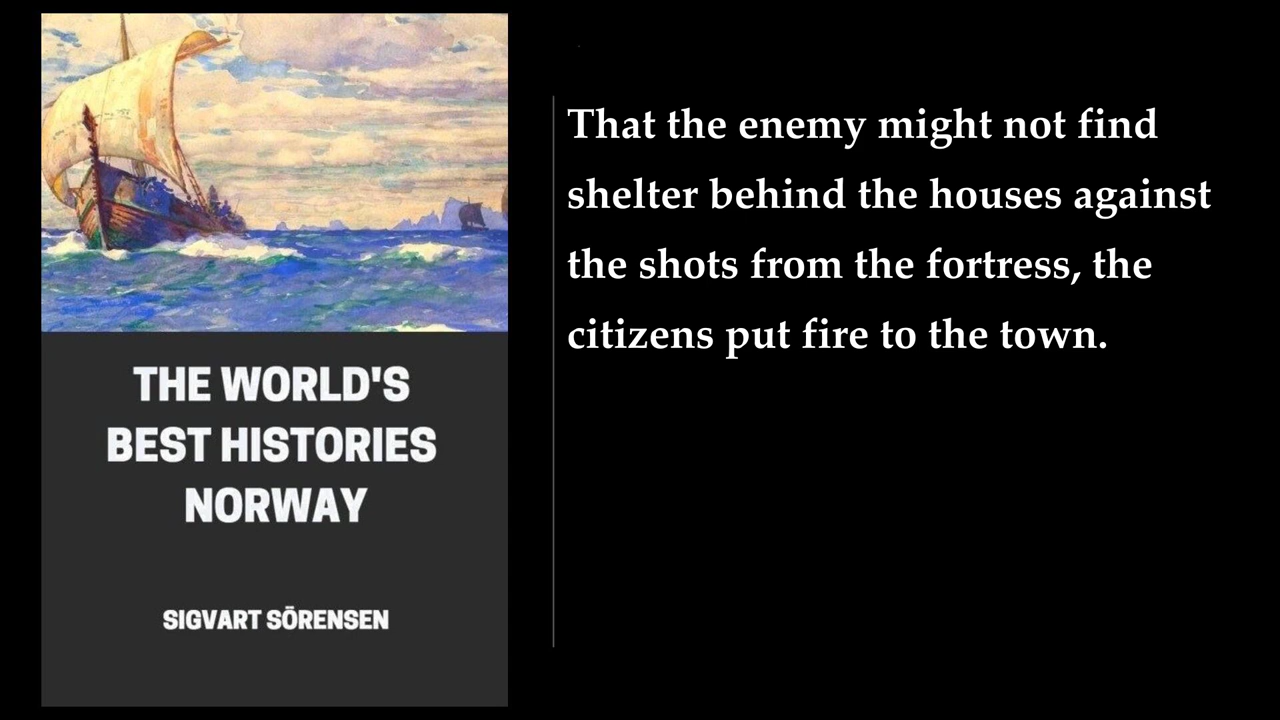 THE WORLD'S
BEST HISTORIES
NORWAY
SIGVART SÖRENSEN
That the enemy might not find
shelter behind the houses against
the shots from the fortress, the
citizens put fire to the town.